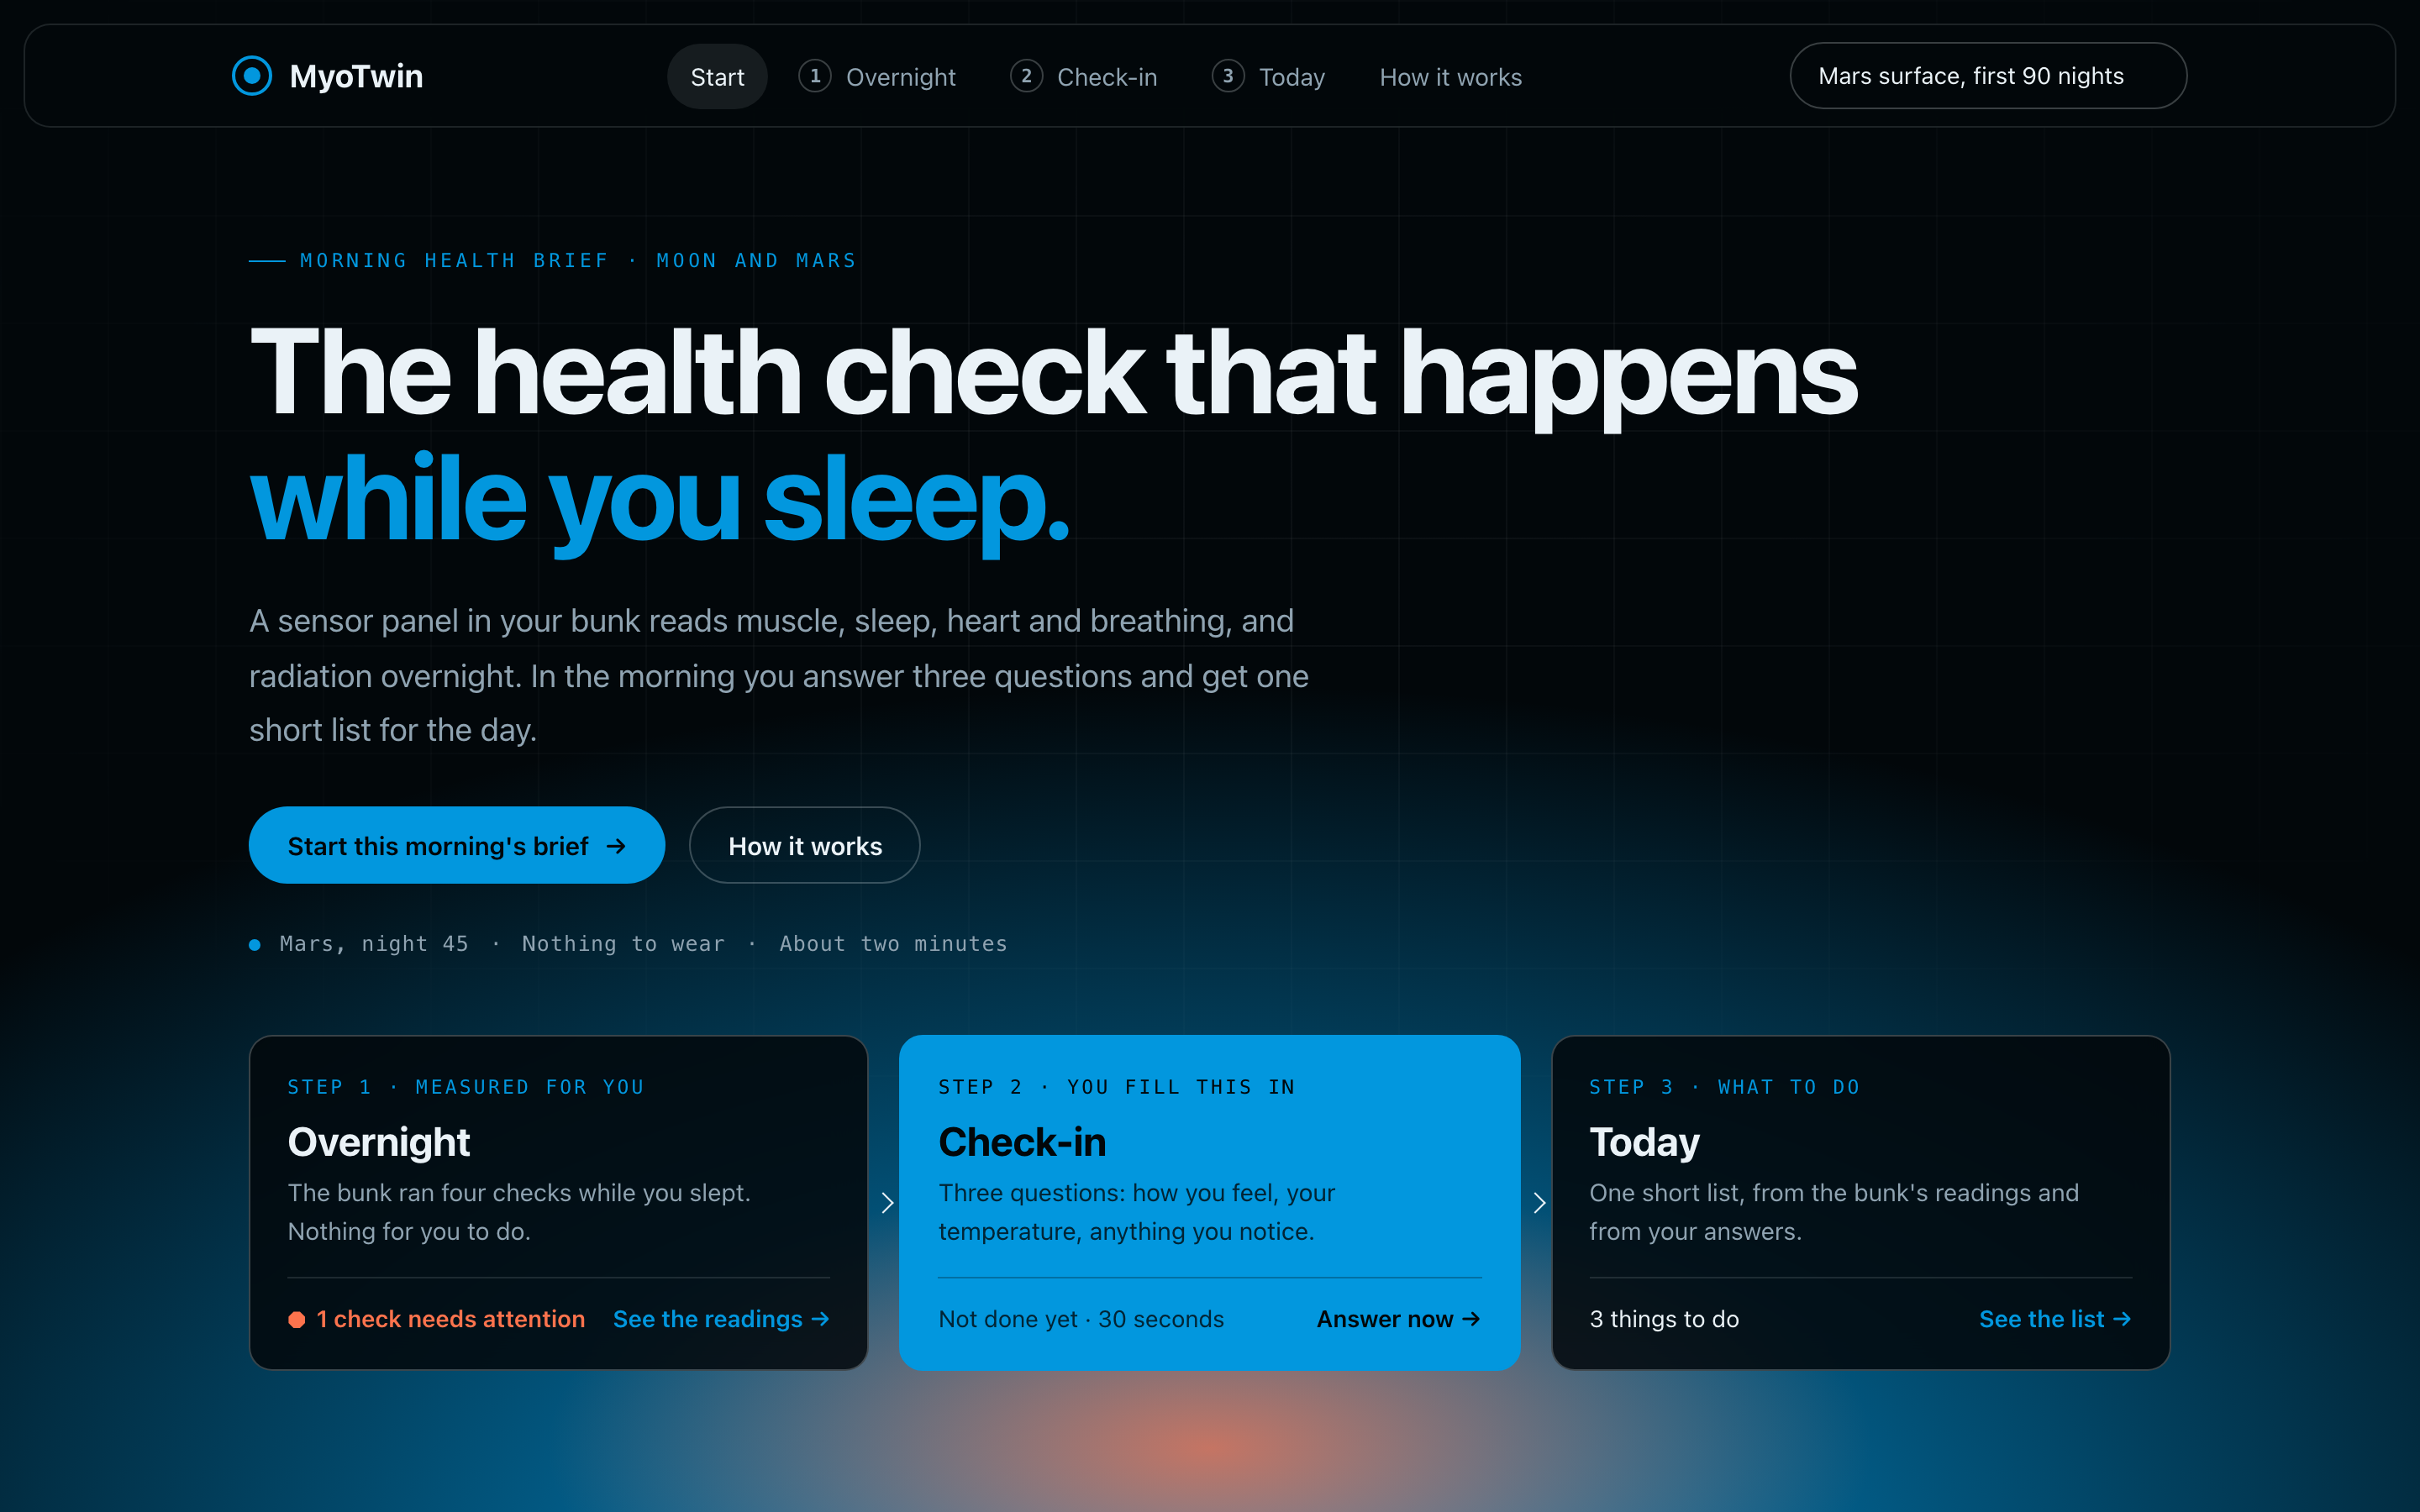 MyoTwin
Start
1 Overnight
2 Check-in
3 Today
How it works
Mars surface, first 90 nights
MORNING HEALTH BRIEF · MOON AND MARS
The health check that happens
while you sleep.
A sensor panel in your bunk reads muscle, sleep, heart and breathing, and
radiation overnight. In the morning you answer three questions and get one
short list for the day.
Start this morning's brief →
How it works
Mars, night 45 · Nothing to wear · About two minutes
STEP 1 · MEASURED FOR YOU
Overnight
The bunk ran four checks while you slept.
Nothing for you to do.
1 check needs attention
See the readings →
STEP 2 · YOU FILL THIS IN
Check-in
Three questions: how you feel, your
temperature, anything you notice.
Not done yet · 30 seconds
Answer now →
STEP 3 · WHAT TO DO
Today
One short list, from the bunk's readings and
from your answers.
3 things to do
See the list →